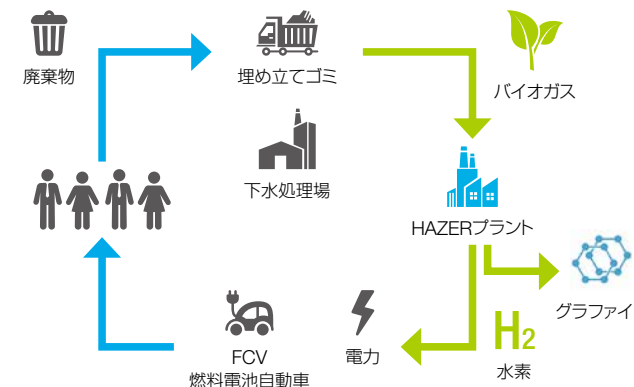 廃棄物
埋め立てゴミ
バイオガス
下水処理場
HAZERプラント
グラファイ
H2
水素
電力
FCV
燃料電池自動車